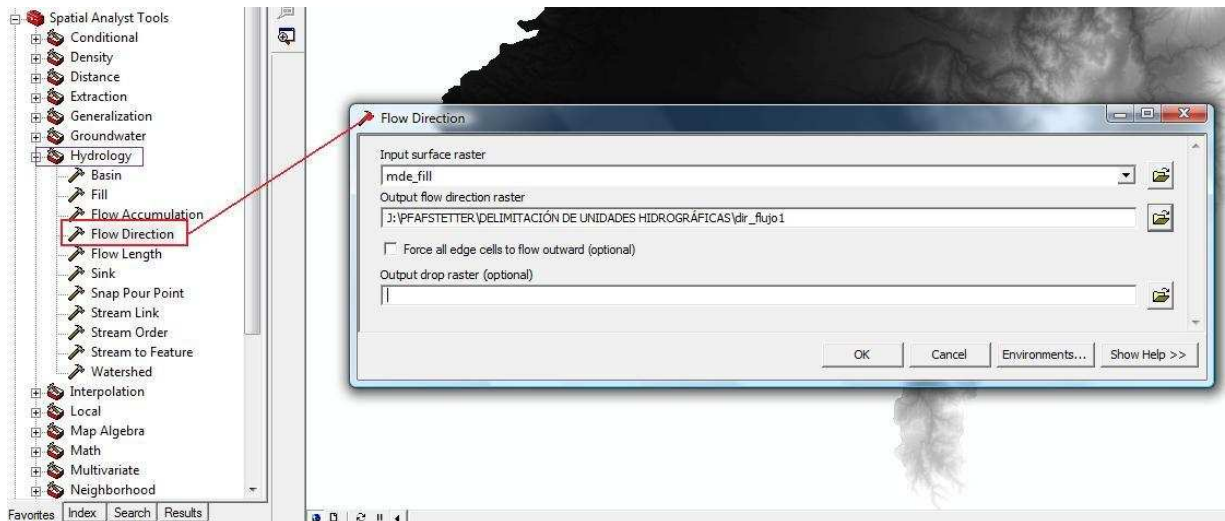 Spatial Analyst Tools
Conditional
Density
Distance
Extraction
Generalization
Groundwater
Hydrology
Basin
Fill
Flow Accumulation
Flow Direction
Flow Length
Sink
Snap Pour Point
Stream Link
Stream Order
Stream to Feature
Watershed
Interpolation
Local
Map Algebra
Math
Multivariate
Neighborhood
Favorites Index Search Results
Flow Direction
Input surface raster
mde_fill
Output flow direction raster
J:\PFAFSTETTER\DELIMITACIÓN DE UNIDADES HIDROGRÁFICAS\dir_flujo1
Force all edge cells to flow outward (optional)
Output drop raster (optional)
OK Cancel Environments... Show Help >>